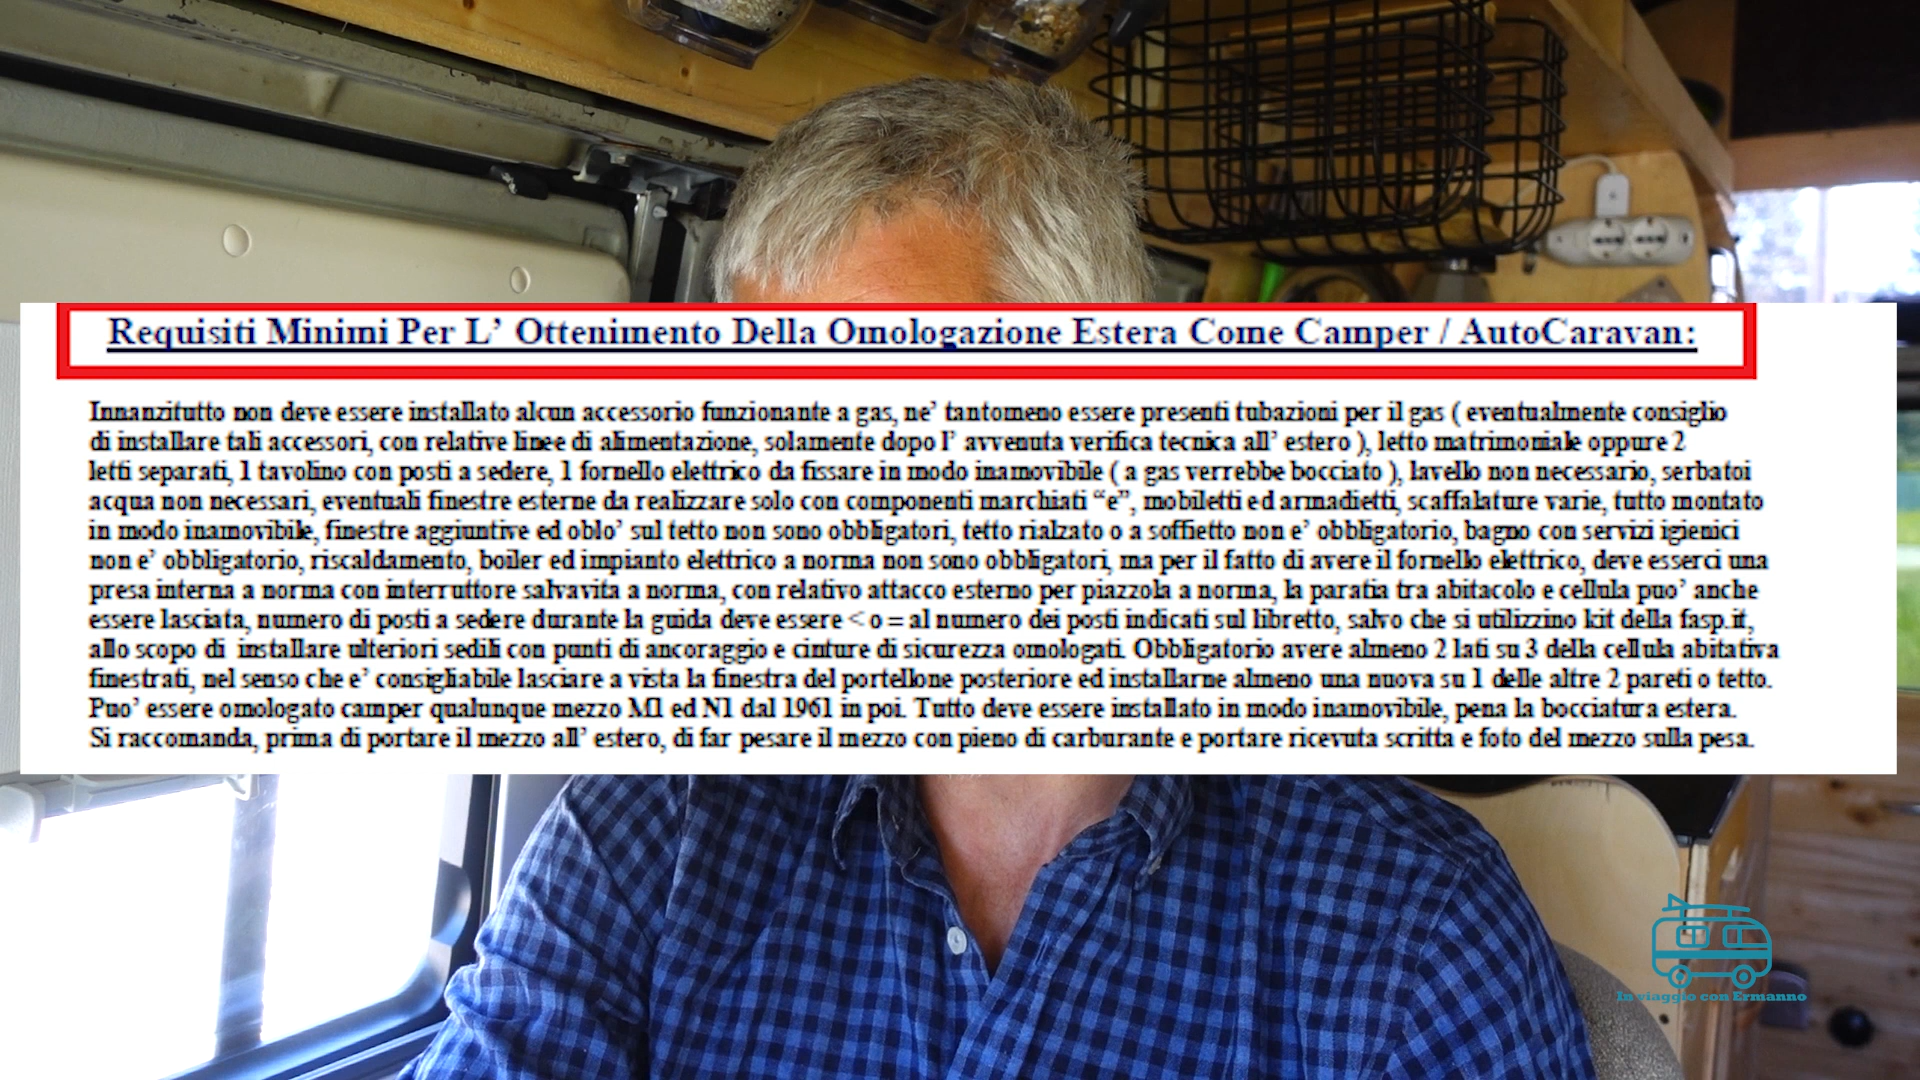 Requisiti Minimi Per L’ Ottenimento Della Omologazione Estera Come Camper / AutoCaravan:
Innanzitutto non deve essere installato alcun accessorio funzionante a gas, ne’ tantomeno essere presenti tubazioni per il gas ( eventualmente consiglio
di installare tali accessori, con relative linee di alimentazione, solamente dopo l’ avvenuta verifica tecnica all’ estero ), letto matrimoniale oppure 2
letti separati, 1 tavolino con posti a sedere, 1 fornello elettrico da fissare in modo inamovibile ( a gas verrebbe bocciato ), lavello non necessario, serbatoi
acqua non necessari, eventuali finestre esterne da realizzare solo con componenti marchiati “e”, mobiletti ed armadietti, scaffalature varie, tutto montato
in modo inamovibile, finestre aggiuntive ed oblo’ sul tetto non sono obbligatori, tetto rialzato o a soffietto non e’ obbligatorio, bagno con servizi igienici
non e’ obbligatorio, riscaldamento, boiler ed impianto elettrico a norma non sono obbligatori, ma per il fatto di avere il fornello elettrico, deve esserci una
presa interna a norma con interruttore salvavita a norma, con relativo attacco esterno per piazzola a norma, la paratia tra abitacolo e cellula puo’ anche
essere lasciata, numero di posti a sedere durante la guida deve essere < o = al numero dei posti indicati sul libretto, salvo che si utilizzino kit della fasp.it,
allo scopo di installare ulteriori sedili con punti di ancoraggio e cinture di sicurezza omologati. Obbligatorio avere almeno 2 lati su 3 della cellula abitativa
finestrati, nel senso che e’ consigliabile lasciare a vista la finestra del portellone posteriore ed installarne almeno una nuova su 1 delle altre 2 pareti o tetto.
Puo’ essere omologato camper qualunque mezzo M1 ed N1 dal 1961 in poi. Tutto deve essere installato in modo inamovibile, pena la bocciatura estera.
Si raccomanda, prima di portare il mezzo all’ estero, di far pesare il mezzo con pieno di carburante e portare ricevuta scritta e foto del mezzo sulla pesa.
In viaggio con Ermanno